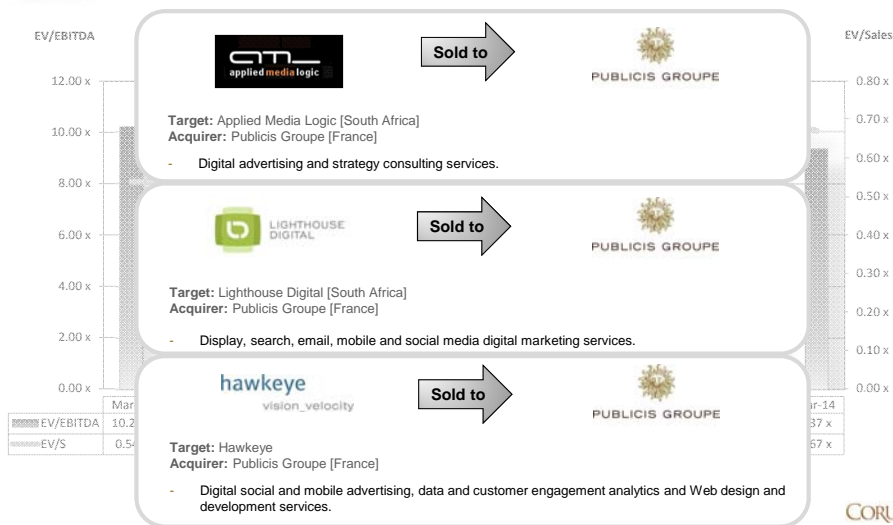 EV/EBITDA
EV/Sales
12.00 x
10.00 x
8.00 x
6.00 x
4.00 x
2.00 x
0.00 x
applied media logic
Sold to
PUBLICIS GROUPE
Target: Applied Media Logic [South Africa]
Acquirer: Publicis Groupe [France]
- Digital advertising and strategy consulting services.
LIGHTHOUSE
DIGITAL
Sold to
PUBLICIS GROUPE
Target: Lighthouse Digital [South Africa]
Acquirer: Publicis Groupe [France]
- Display, search, email, mobile and social media digital marketing services.
hawkeye
vision_velocity
Sold to
PUBLICIS GROUPE
Target: Hawkeye
Acquirer: Publicis Groupe [France]
- Digital social and mobile advertising, data and customer engagement analytics and Web design and
development services.
0.80 x
0.70 x
0.60 x
0.50 x
0.40 x
0.30 x
0.20 x
0.10 x
0.00 x
Mar
r-14
EV/EBITDA 10.2
37 x
EV/S 0.54
67 x